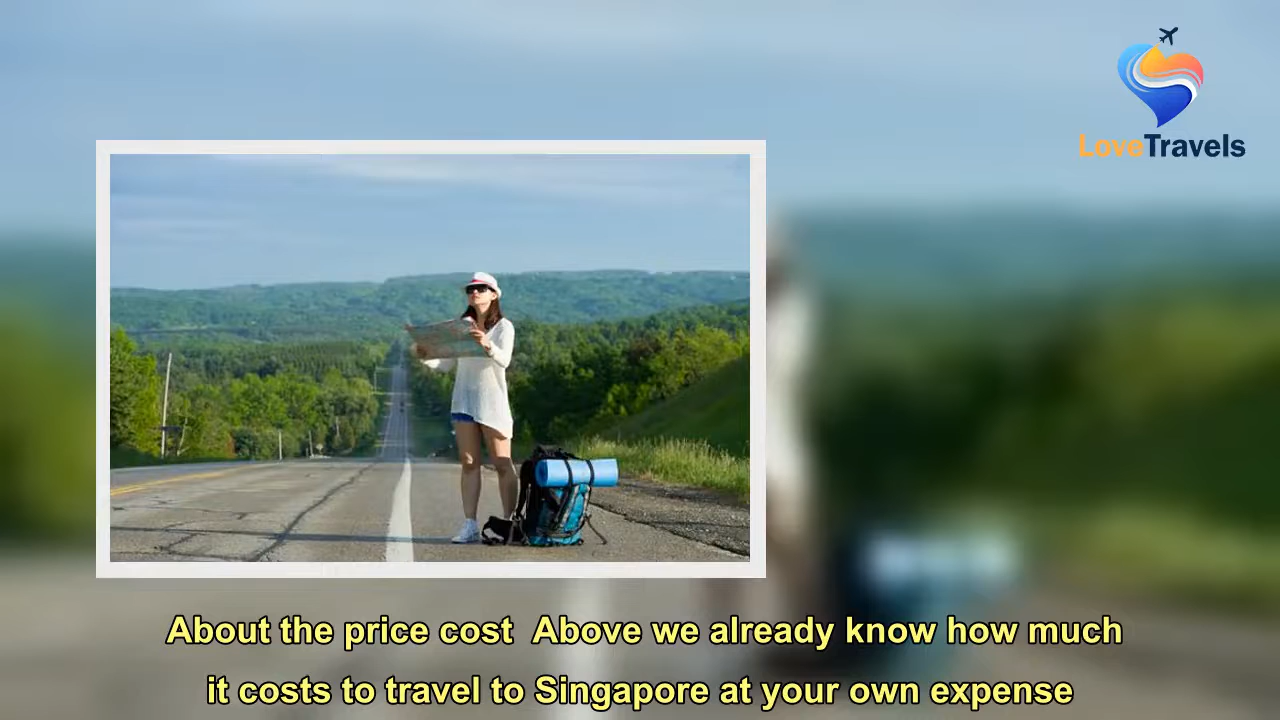 LoveTravels
About the price cost  Above we already know how much
it costs to travel to Singapore at your own expense